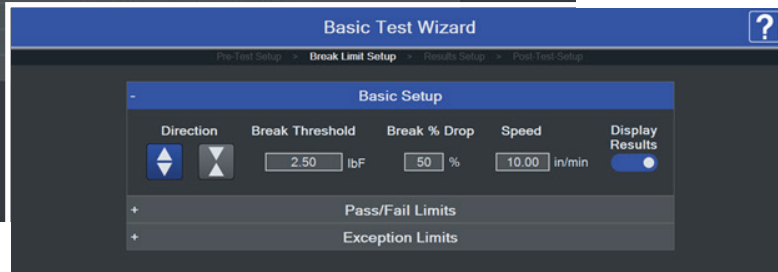 Basic Test Wizard
?
Pre-Test Setup > Break Limit Setup > Results Setup > Post-Test-Setup
- Basic Setup
Direction Break Threshold Break % Drop Speed Display Results
2.50 lbF 50 % 10.00 in/min
+ Pass/Fail Limits
+ Exception Limits